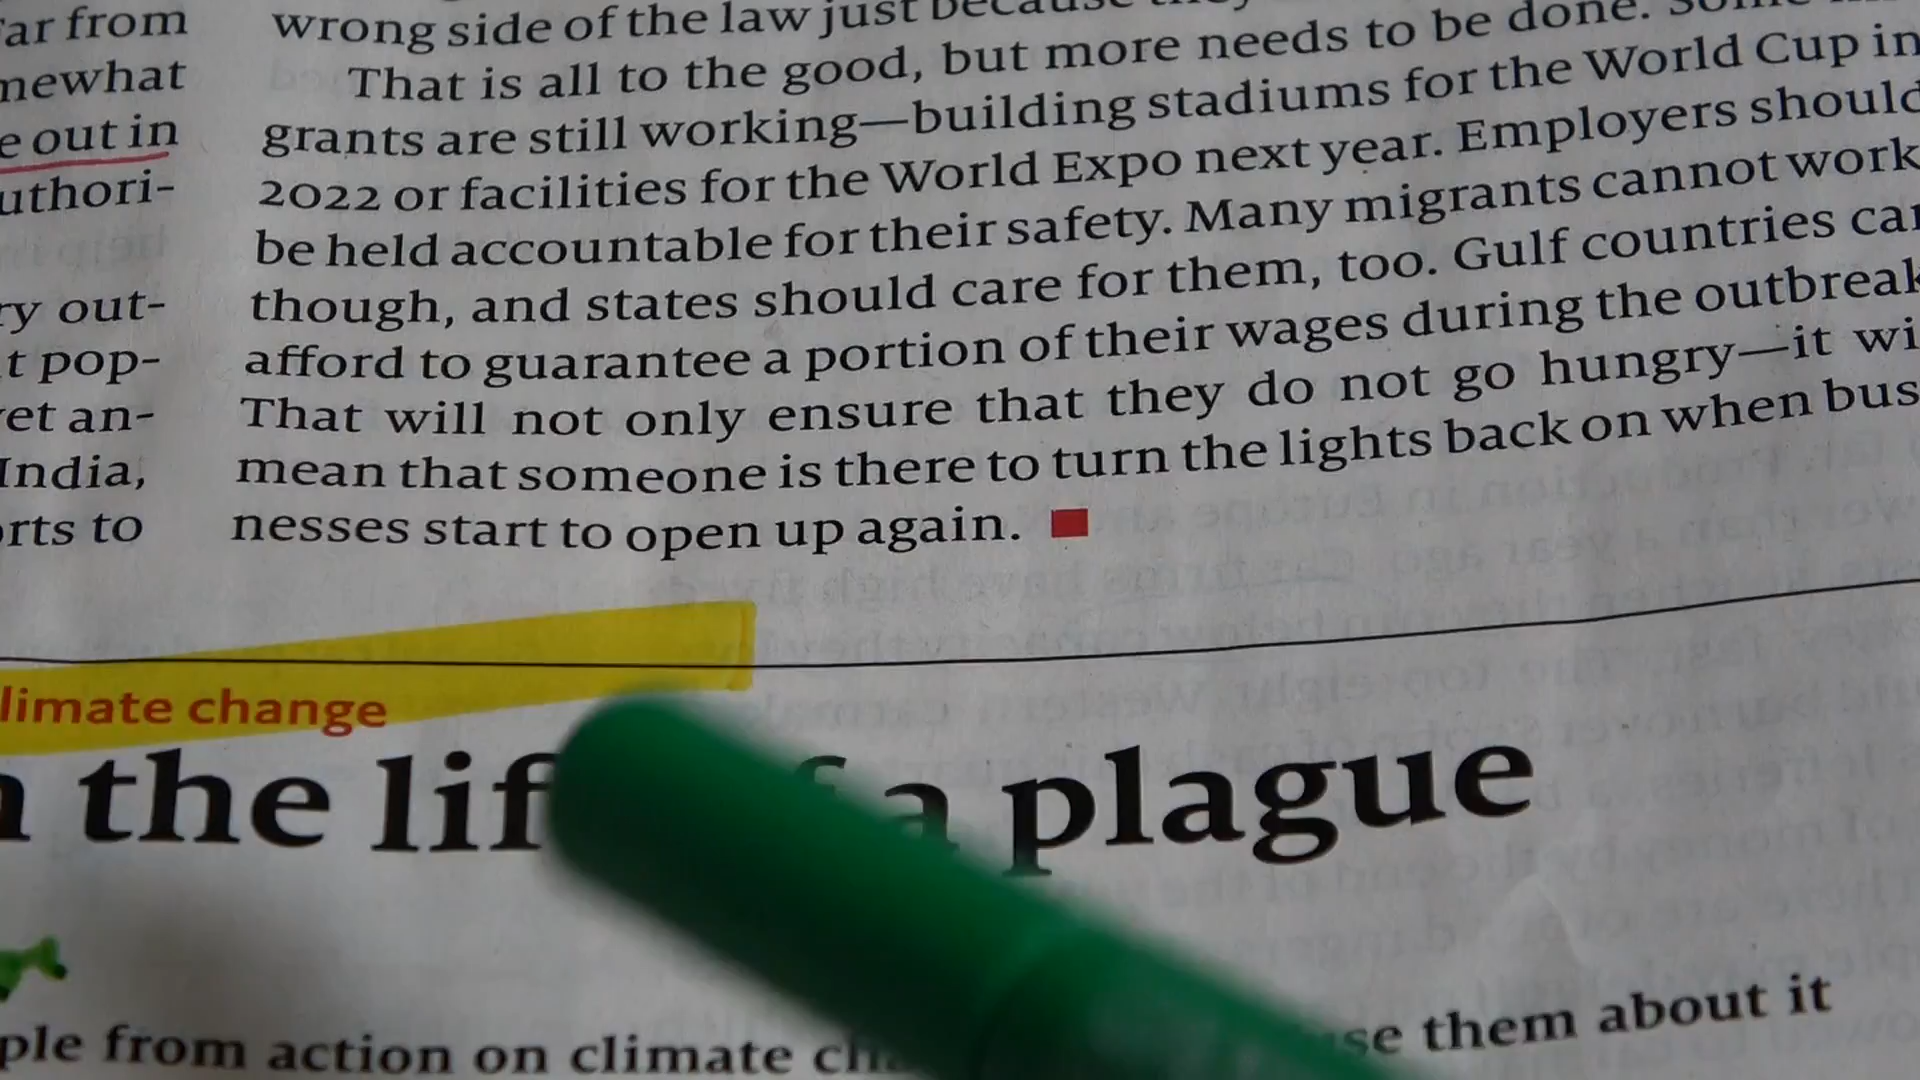 ar from
mewhat
e out in
uthori-
ry out-
t pop-
et an-
India,
rts to
wrong side of the law just because they
That is all to the good, but more needs to be done. Some
grants are still working—building stadiums for the World Cup in
2022 or facilities for the World Expo next year. Employers should
be held accountable for their safety. Many migrants cannot work
though, and states should care for them, too. Gulf countries can
afford to guarantee a portion of their wages during the outbreak
That will not only ensure that they do not go hungry—it wi
mean that someone is there to turn the lights back on when bus
nesses start to open up again.
limate change
the lif f a plague
ple from action on climate ch se them about it